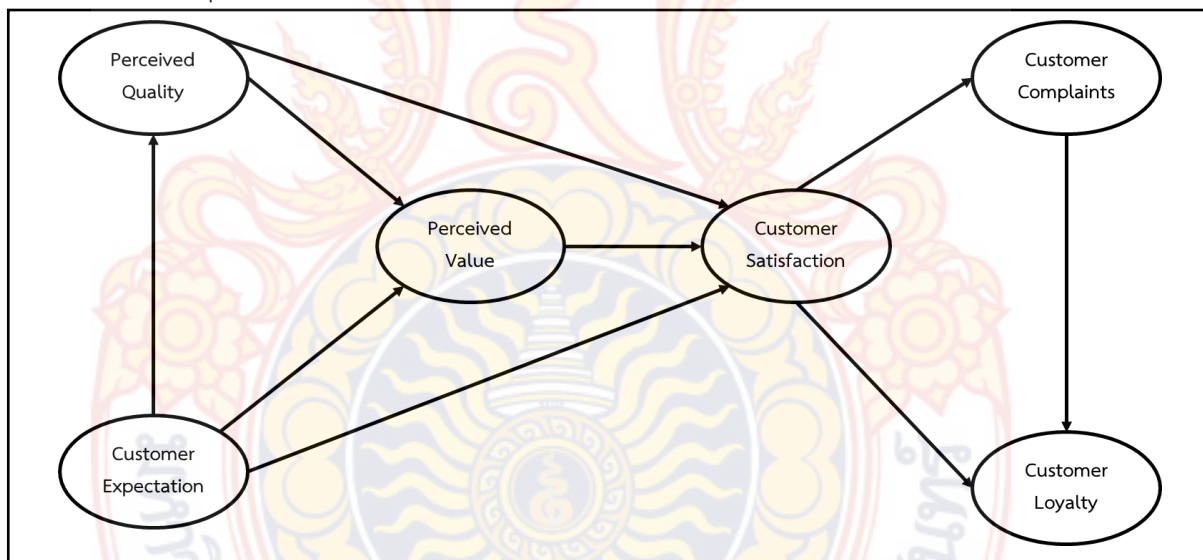 Perceived
Quality
Customer
Complaints
Perceived
Value
Customer
Satisfaction
Customer
Expectation
Customer
Loyalty